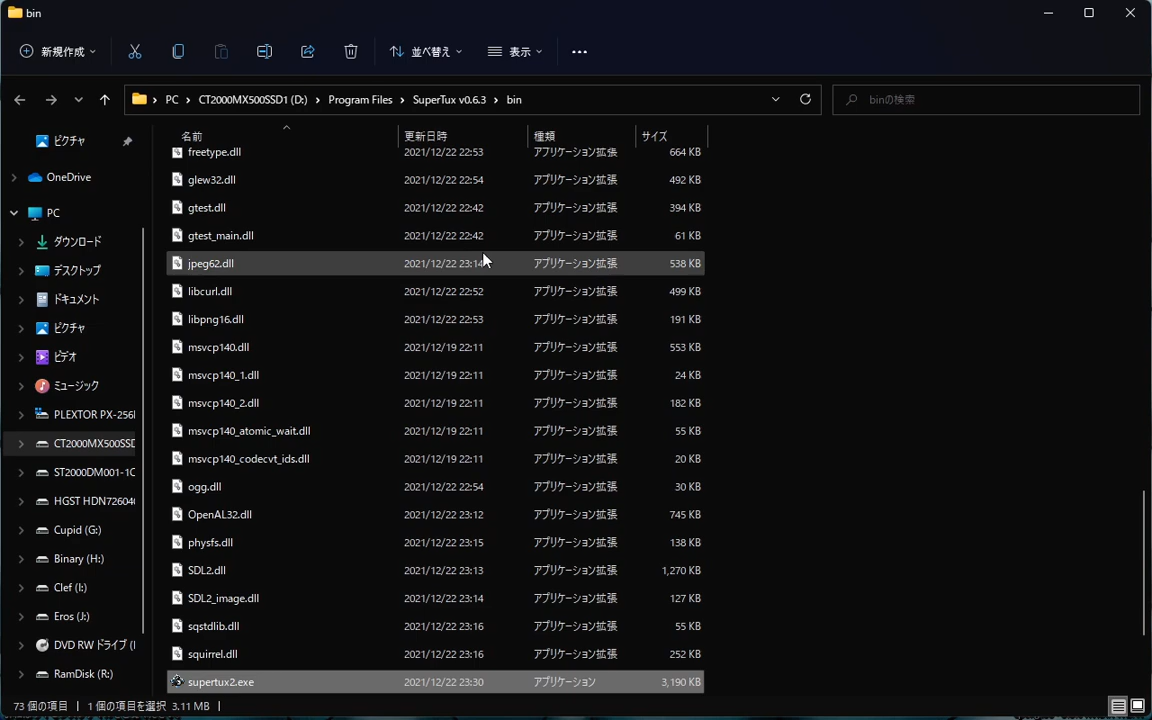 bin
新規作成
並べ替え
表示
PC
CT2000MX500SSD1 (D:)
Program Files
SuperTux v0.6.3
bin
binの検索
名前
更新日時
種類
サイズ
freetype.dll 2021/12/22 22:53 アプリケーション拡張 664 KB
glew32.dll 2021/12/22 22:54 アプリケーション拡張 492 KB
gtest.dll 2021/12/22 22:42 アプリケーション拡張 394 KB
gtest_main.dll 2021/12/22 22:42 アプリケーション拡張 61 KB
jpeg62.dll 2021/12/22 23:14 アプリケーション拡張 538 KB
libcurl.dll 2021/12/22 22:52 アプリケーション拡張 499 KB
libpng16.dll 2021/12/22 22:53 アプリケーション拡張 191 KB
msvcp140.dll 2021/12/19 22:11 アプリケーション拡張 553 KB
msvcp140_1.dll 2021/12/19 22:11 アプリケーション拡張 24 KB
msvcp140_2.dll 2021/12/19 22:11 アプリケーション拡張 182 KB
msvcp140_atomic_wait.dll 2021/12/19 22:11 アプリケーション拡張 55 KB
msvcp140_codecvt_ids.dll 2021/12/19 22:11 アプリケーション拡張 20 KB
ogg.dll 2021/12/22 22:54 アプリケーション拡張 30 KB
OpenAL32.dll 2021/12/22 23:12 アプリケーション拡張 745 KB
physfs.dll 2021/12/22 23:15 アプリケーション拡張 138 KB
SDL2.dll 2021/12/22 23:13 アプリケーション拡張 1,270 KB
SDL2_image.dll 2021/12/22 23:14 アプリケーション拡張 127 KB
sqstdlib.dll 2021/12/22 23:16 アプリケーション拡張 55 KB
squirrel.dll 2021/12/22 23:16 アプリケーション拡張 252 KB
supertux2.exe 2021/12/22 23:30 アプリケーション 3,190 KB
ピクチャ
OneDrive
PC
ダウンロード
デスクトップ
ドキュメント
ピクチャ
ビデオ
ミュージック
PLEXTOR PX-256
CT2000MX500SSD
ST2000DM001-1C
HGST HDN72604
Cupid (G:)
Binary (H:)
Clef (I:)
Eros (J:)
DVD RW ドライブ (
RamDisk (R:)
73 個の項目
1 個の項目を選択 3.11 MB